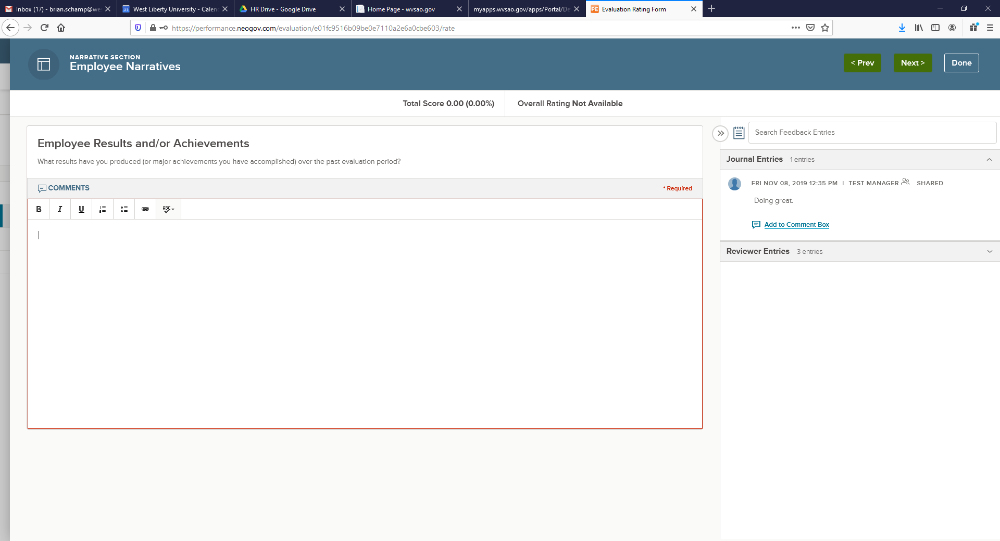 Inbox (17) - brian.schamp@we
West Liberty University - Calen
HR Drive - Google Drive
Home Page - wvsao.gov
myapps.wvsao.gov/apps/Portal/De
PE Evaluation Rating Form
https://performance.neogov.com/evaluation/e01fc9516b09be0e7110a2e6a0cbe603/rate
NARRATIVE SECTION
Employee Narratives
< Prev
Next >
Done
Total Score 0.00 (0.00%)
Overall Rating Not Available
Employee Results and/or Achievements
What results have you produced (or major achievements you have accomplished) over the past evaluation period?
COMMENTS
* Required
B I U ABC
Search Feedback Entries
Journal Entries 1 entries
FRI NOV 08, 2019 12:35 PM | TEST MANAGER SHARED
Doing great.
Add to Comment Box
Reviewer Entries 3 entries